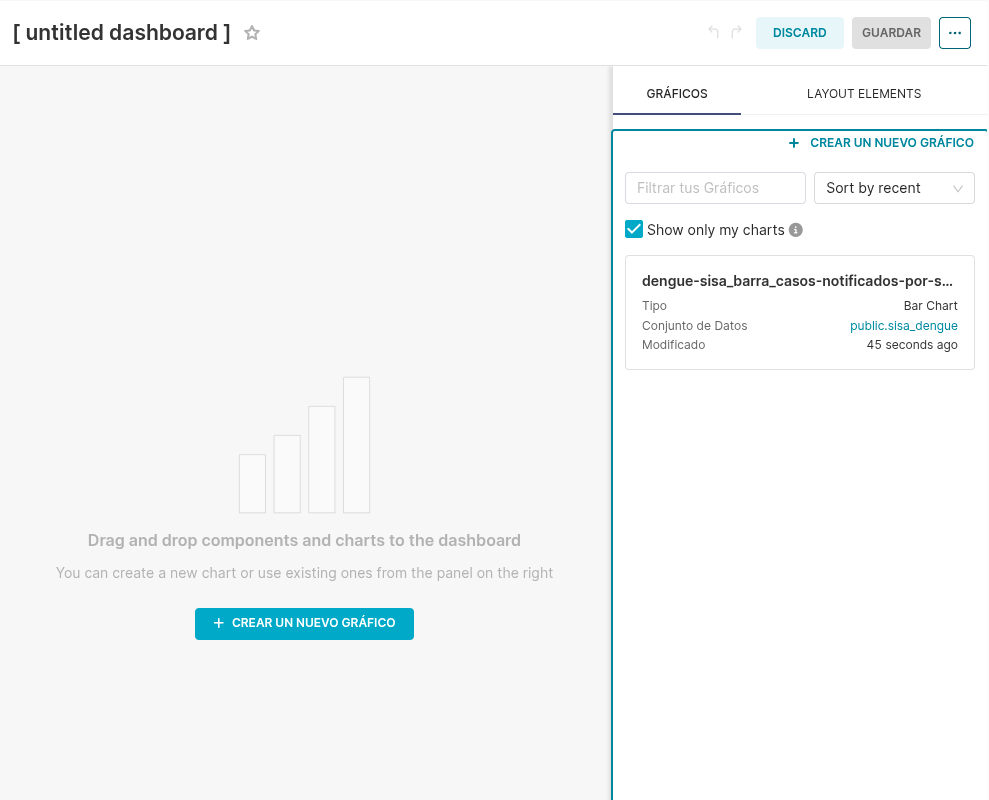 [ untitled dashboard ]
DISCARD
GUARDAR
...
GRÁFICOS
LAYOUT ELEMENTS
+ CREAR UN NUEVO GRÁFICO
Filtrar tus Gráficos
Sort by recent
Show only my charts
dengue-sisa_barra_casos-notificados-por-s...
Tipo Bar Chart
Conjunto de Datos public.sisa_dengue
Modificado 45 seconds ago
Drag and drop components and charts to the dashboard
You can create a new chart or use existing ones from the panel on the right
+ CREAR UN NUEVO GRÁFICO